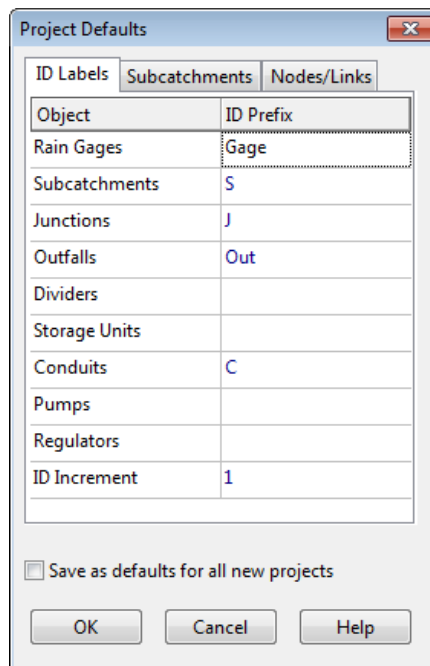 Project Defaults
ID Labels Subcatchments Nodes/Links
Object ID Prefix
Rain Gages Gage
Subcatchments S
Junctions J
Outfalls Out
Dividers
Storage Units
Conduits C
Pumps
Regulators
ID Increment 1
Save as defaults for all new projects
OK Cancel Help